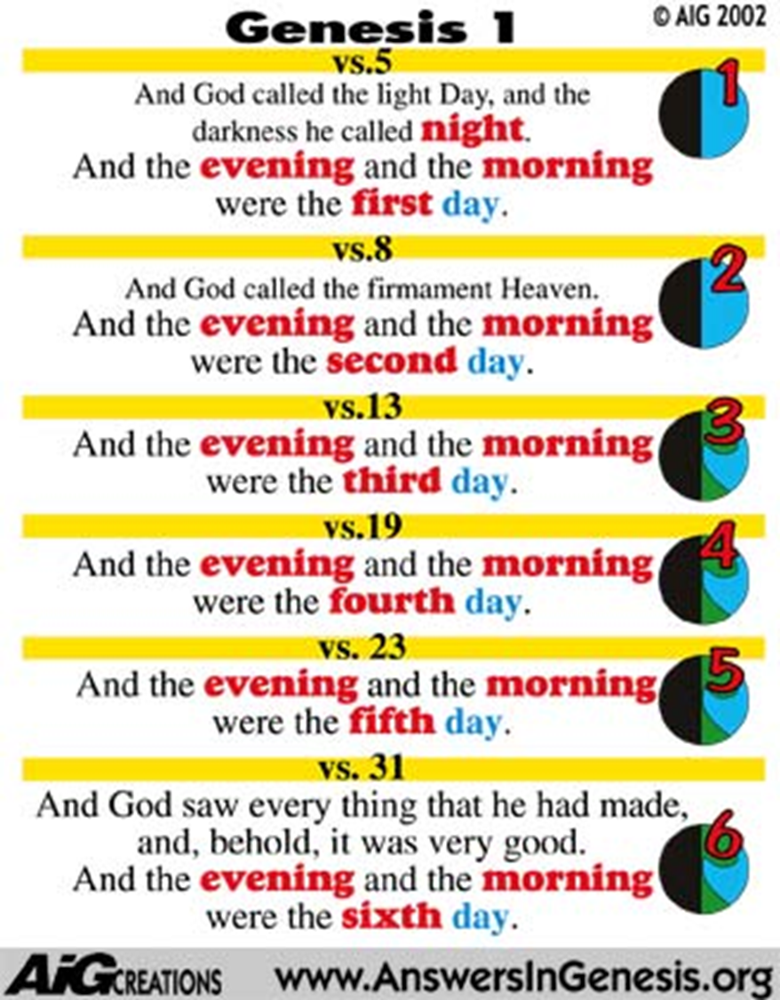 Genesis 1
© AIG 2002
vs.5
1
And God called the light Day, and the
darkness he called night.
And the evening and the morning
were the first day.
vs.8
2
And God called the firmament Heaven.
And the evening and the morning
were the second day.
vs.13
3
And the evening and the morning
were the third day.
vs.19
4
And the evening and the morning
were the fourth day.
vs. 23
5
And the evening and the morning
were the fifth day.
vs. 31
And God saw every thing that he had made,
6
and, behold, it was very good.
And the evening and the morning
were the sixth day.
AiG CREATIONS www.AnswersInGenesis.org